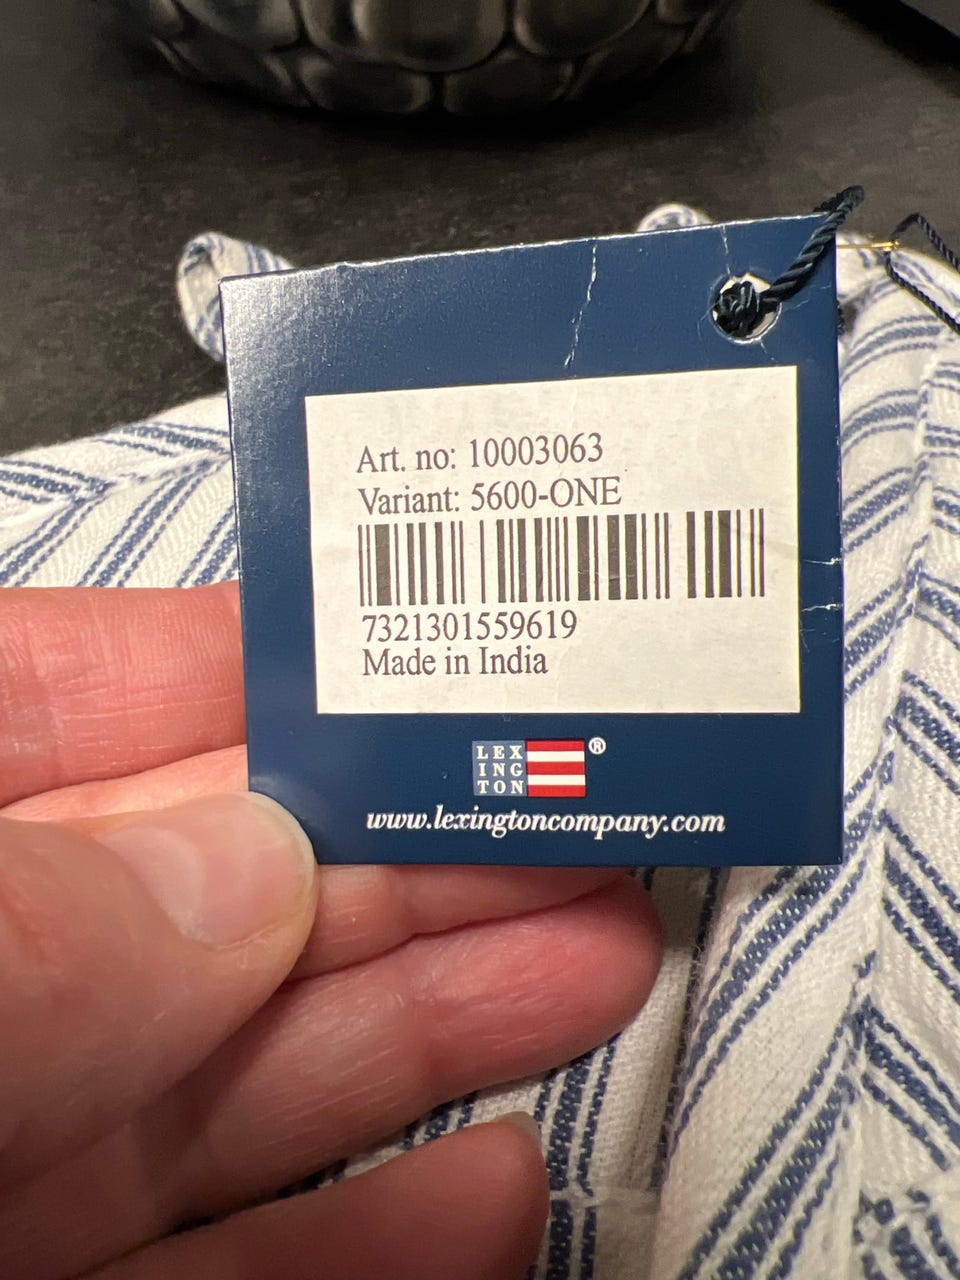 Art. no: 10003063
Variant: 5600-ONE
7321301559619
Made in India
LEX
ING
TON
®
www.lexingtoncompany.com